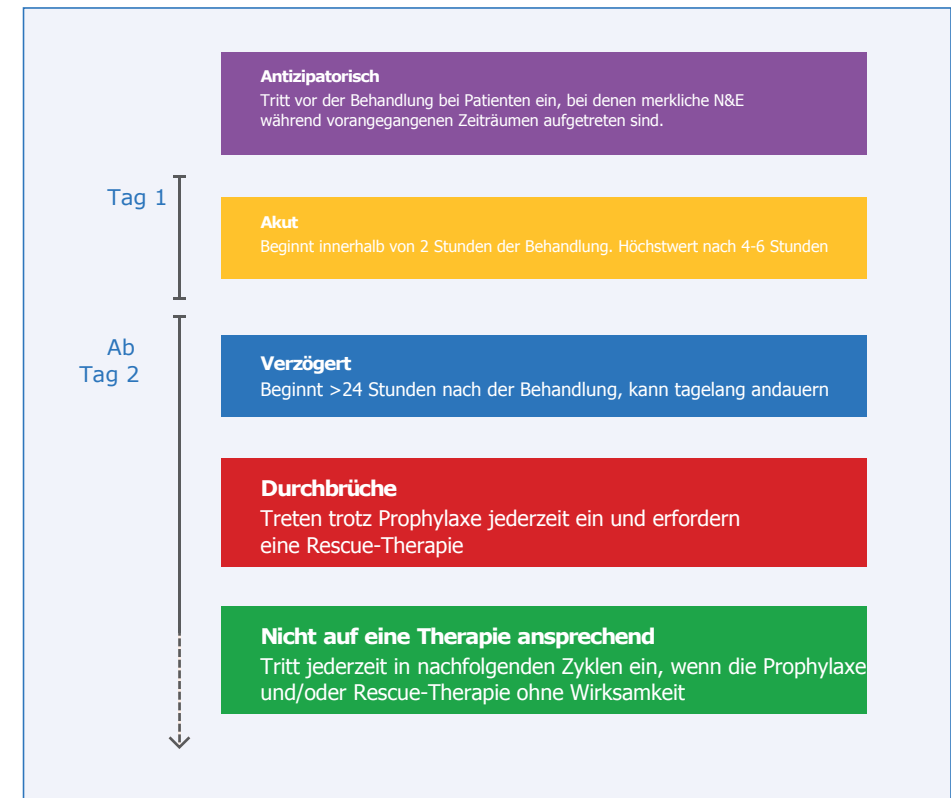 Antizipatorisch
Tritt vor der Behandlung bei Patienten ein, bei denen merkliche N&E
während vorangegangenen Zeiträumen aufgetreten sind.
Tag 1
Akut
Beginnt innerhalb von 2 Stunden der Behandlung. Höchstwert nach 4-6 Stunden
Ab
Tag 2
Verzögert
Beginnt >24 Stunden nach der Behandlung, kann tagelang andauern
Durchbrüche
Treten trotz Prophylaxe jederzeit ein und erfordern
eine Rescue-Therapie
Nicht auf eine Therapie ansprechend
Tritt jederzeit in nachfolgenden Zyklen ein, wenn die Prophylaxe
und/oder Rescue-Therapie ohne Wirksamkeit